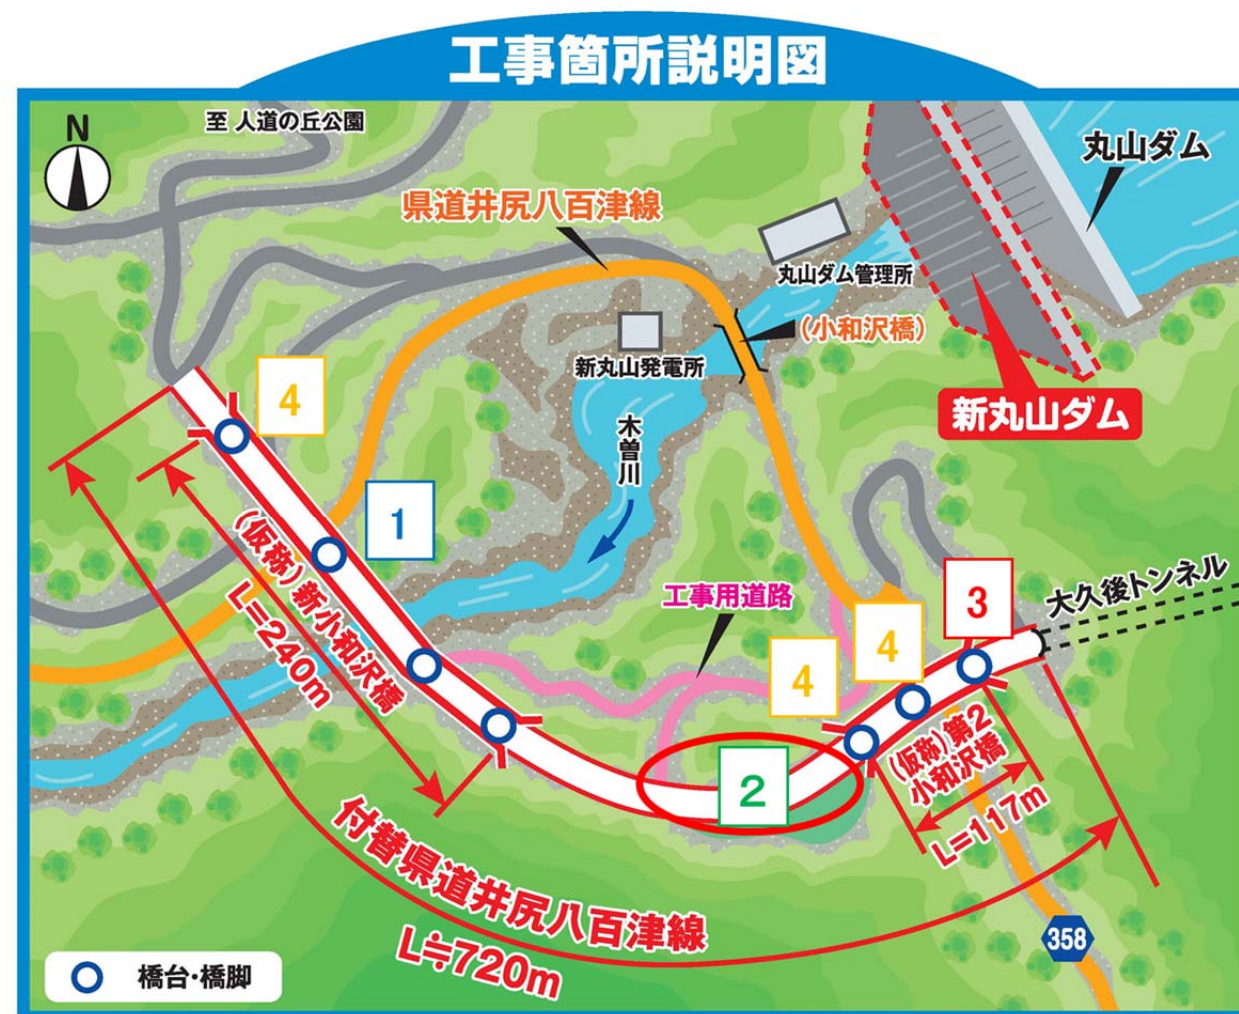 工事箇所説明図
N
至 人道の丘公園
丸山ダム
県道井尻八百津線
丸山ダム管理所
(小和沢橋)
新丸山発電所
新丸山ダム
4
木曽川
1
(仮称)新小和沢橋
L=240m
工事用道路
3
大久後トンネル
4
4
2
(仮称)第2
小和沢橋
L=117m
付替県道井尻八百津線
L≒720m
358
橋台・橋脚